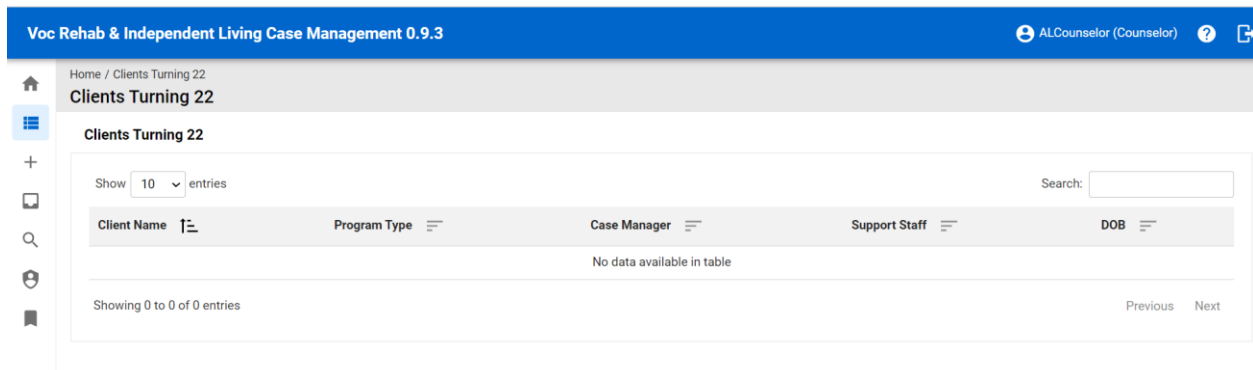 Voc Rehab & Independent Living Case Management 0.9.3 ALCounselor (Counselor) ?
Home / Clients Turning 22
Clients Turning 22
Clients Turning 22
Show 10 entries Search:
Client Name Program Type Case Manager Support Staff DOB
No data available in table
Showing 0 to 0 of 0 entries Previous Next